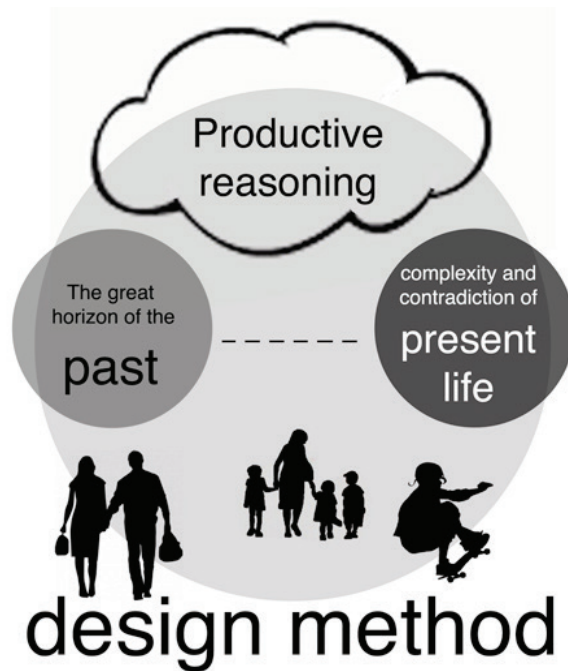 Productive
reasoning
The great
horizon of the
past
complexity and
contradiction of
present
life
design method